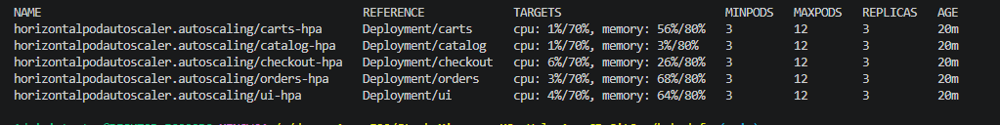 NAME REFERENCE TARGETS MINPODS MAXPODS REPLICAS AGE
horizontalpodautoscaler.autoscaling/carts-hpa Deployment/carts cpu: 1%/70%, memory: 56%/80% 3 12 3 20m
horizontalpodautoscaler.autoscaling/catalog-hpa Deployment/catalog cpu: 1%/70%, memory: 3%/80% 3 12 3 20m
horizontalpodautoscaler.autoscaling/checkout-hpa Deployment/checkout cpu: 6%/70%, memory: 26%/80% 3 12 3 20m
horizontalpodautoscaler.autoscaling/orders-hpa Deployment/orders cpu: 3%/70%, memory: 68%/80% 3 12 3 20m
horizontalpodautoscaler.autoscaling/ui-hpa Deployment/ui cpu: 4%/70%, memory: 64%/80% 3 12 3 20m